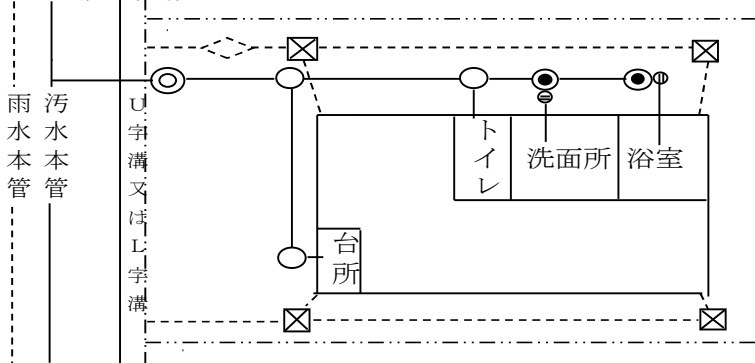 雨水本管
汚水本管
U字溝又はL字溝
トイレ
洗面所
浴室
台所